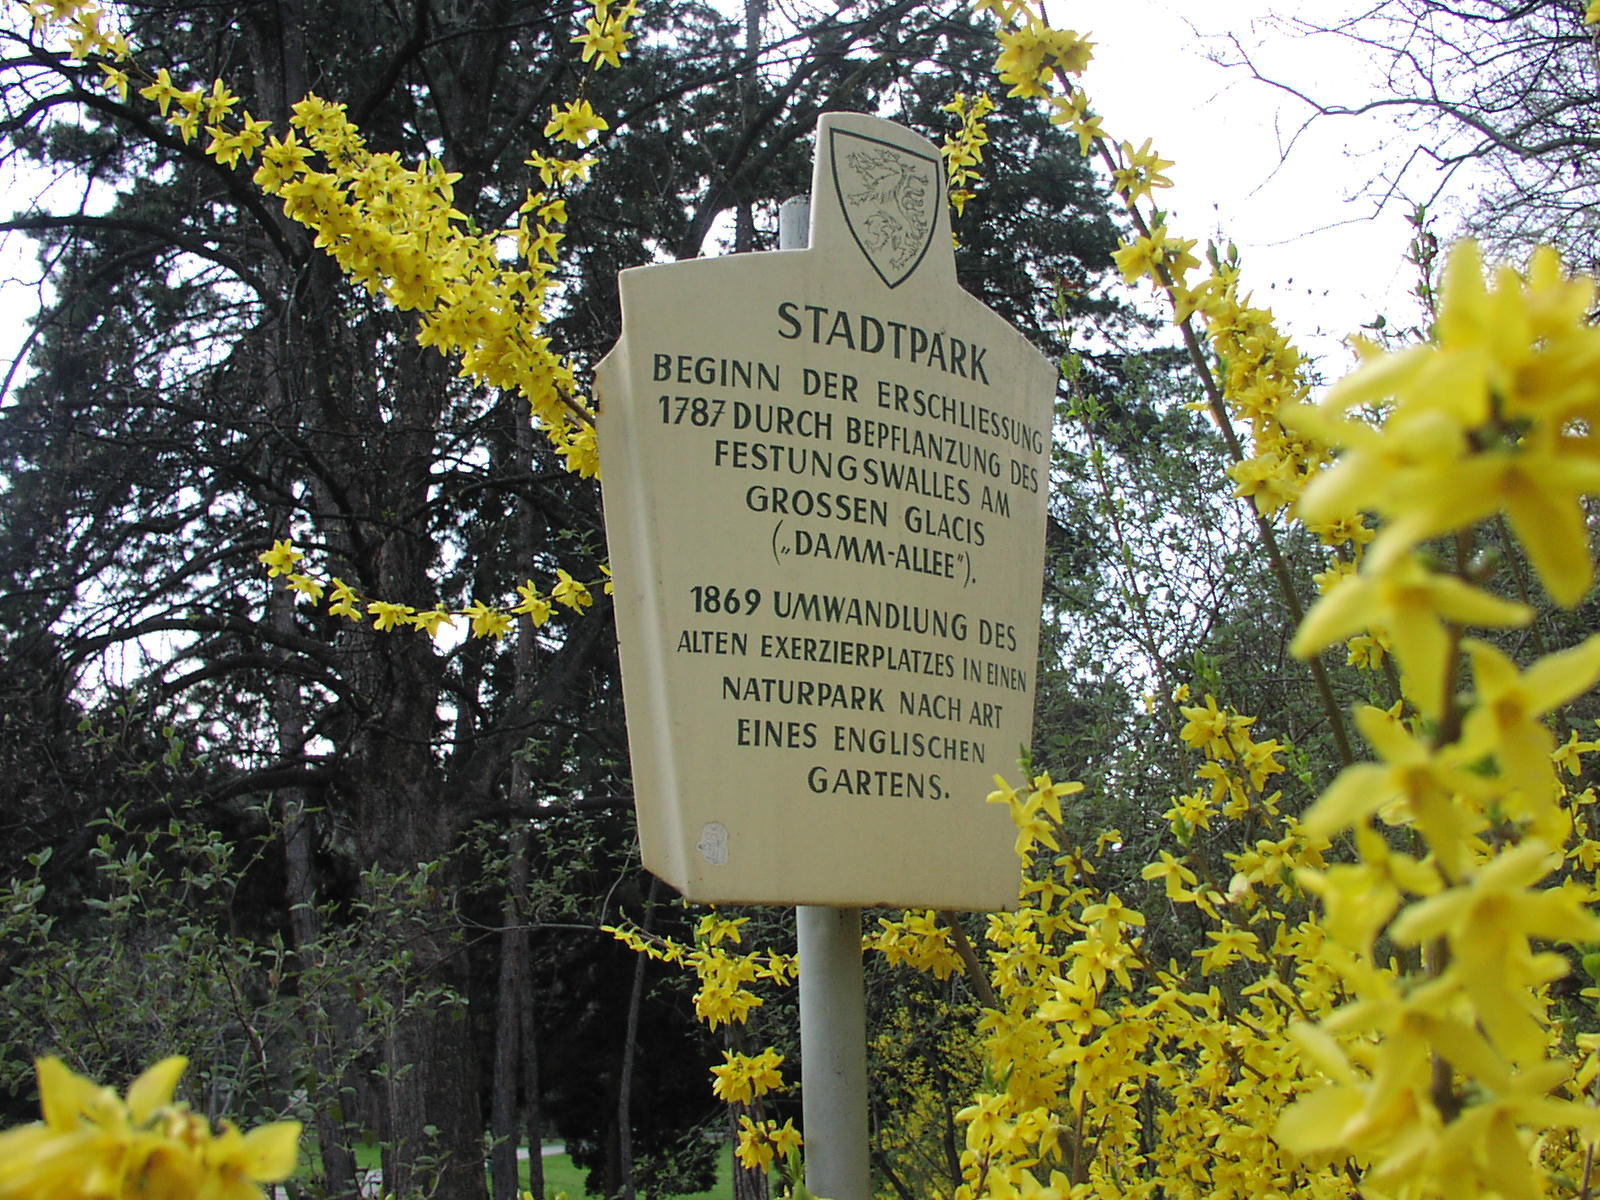 STADTPARK
BEGINN DER ERSCHLIESSUNG
1787 DURCH BEPFLANZUNG DES
FESTUNGSWALLES AM
GROSSEN GLACIS
(„DAMM-ALLEE").
1869 UMWANDLUNG DES
ALTEN EXERZIERPLATZES IN EINEN
NATURPARK NACH ART
EINES ENGLISCHEN
GARTENS.